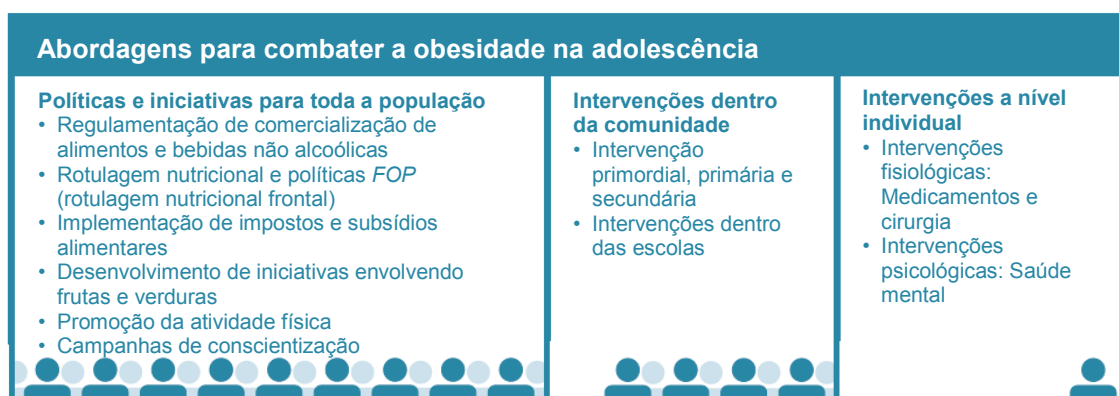 Abordagens para combater a obesidade na adolescência
Políticas e iniciativas para toda a população
• Regulamentação de comercialização de
alimentos e bebidas não alcoólicas
• Rotulagem nutricional e políticas FOP
(rotulagem nutricional frontal)
• Implementação de impostos e subsídios
alimentares
• Desenvolvimento de iniciativas envolvendo
frutas e verduras
• Promoção da atividade física
• Campanhas de conscientização
Intervenções dentro
da comunidade
• Intervenção
primordial, primária e
secundária
• Intervenções dentro
das escolas
Intervenções a nível
individual
• Intervenções
fisiológicas:
Medicamentos e
cirurgia
• Intervenções
psicológicas: Saúde
mental